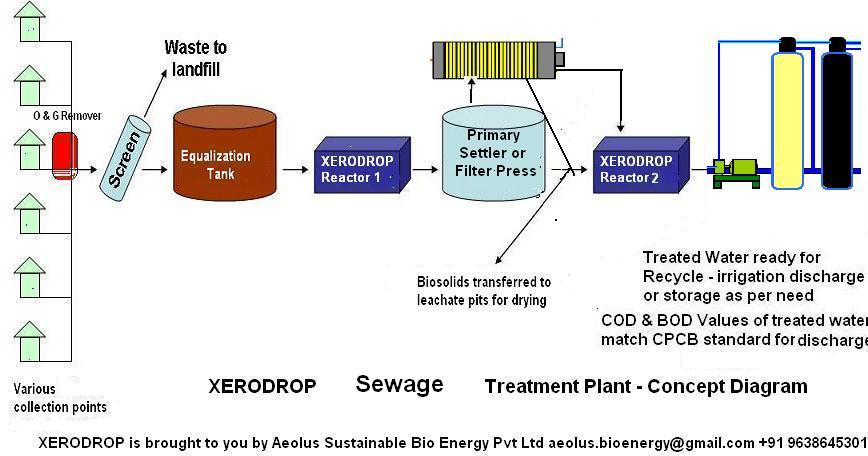 Waste to
landfill
O & G Remover
Screen
Equalization
Tank
XERODROP
Reactor 1
Primary
Settler or
Filter Press
XERODROP
Reactor 2
Biosolids transferred to
leachate pits for drying
Treated Water ready for
Recycle - irrigation discharge
or storage as per need
COD & BOD Values of treated water
match CPCB standard for discharge
Various
collection points
XERODROP Sewage Treatment Plant - Concept Diagram
XERODROP is brought to you by Aeolus Sustainable Bio Energy Pvt Ltd aeolus.bioenergy@gmail.com +91 9638645301